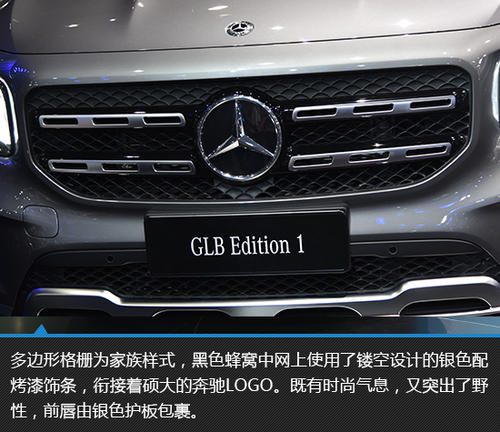 GLB Edition 1
多边形格栅为家族样式，黑色蜂窝中网上使用了镂空设计的银色配
烤漆饰条，衔接着硕大的奔驰LOGO。既有时尚气息，又突出了野
性，前唇由银色护板包裹。